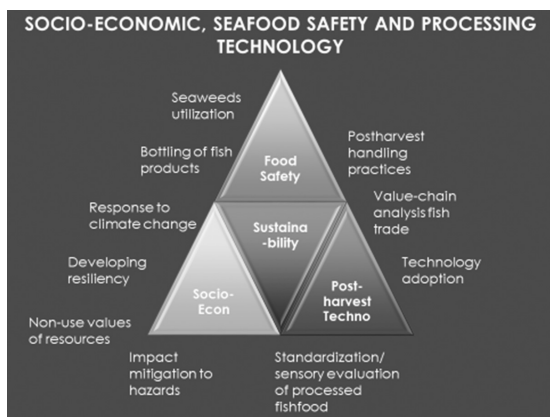 SOCIO-ECONOMIC, SEAFOOD SAFETY AND PROCESSING
TECHNOLOGY
Seaweeds
utilization
Bottling of fish
products
Response to
climate change
Developing
resiliency
Non-use values
of resources
Impact
mitigation to
hazards
Food
Safety
Sustaina
-bility
Socio-
Econ
Post-
harvest
Techno
Postharvest
handling
practices
Value-chain
analysis fish
trade
Technology
adoption
Standardization/
sensory evaluation
of processed
fishfood